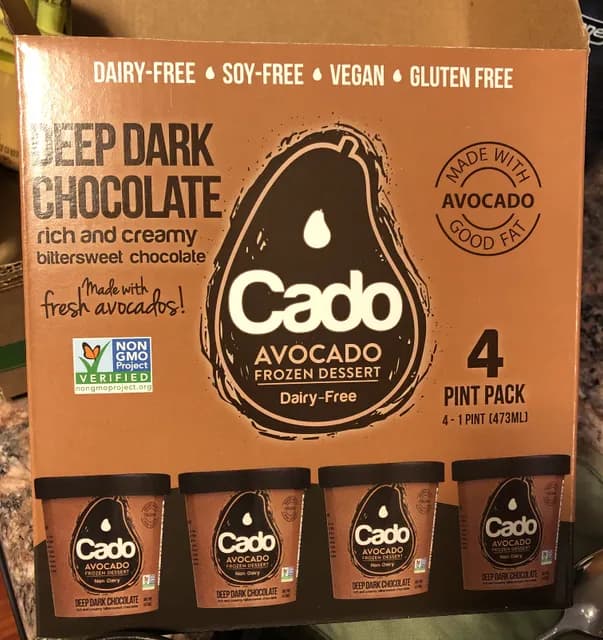 DAIRY-FREE • SOY-FREE • VEGAN • GLUTEN FREE
DEEP DARK
CHOCOLATE
rich and creamy
bittersweet chocolate
Made with
fresh avocados!
NON
GMO
Project
VERIFIED
nongmoproject.org
Cado
AVOCADO
FROZEN DESSERT
Dairy-Free
MADE WITH
AVOCADO
GOOD FAT
4
PINT PACK
4 - 1 PINT (473ML)
Cado
AVOCADO
FROZEN DESSERT
Non Dairy
DEEP DARK CHOCOLATE
Cado
AVOCADO
FROZEN DESSERT
Non Dairy
DEEP DARK CHOCOLATE
Cado
AVOCADO
FROZEN DESSERT
Non Dairy
DEEP DARK CHOCOLATE
Cado
AVOCADO
FROZEN DESSERT
Non Dairy
DEEP DARK CHOCOLATE